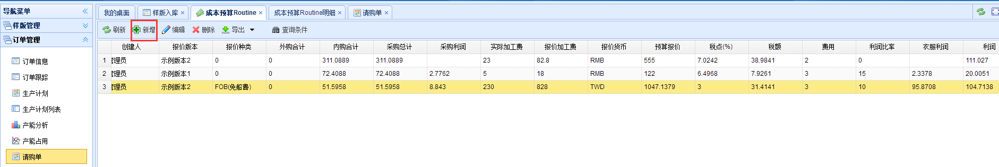 导航菜单
样版管理
订单管理
订单信息
订单跟踪
生产计划
生产计划列表
产能分析
产能占用
请购单
我的桌面 样版入库 × 成本预算Routine × 成本预算Routine明细 × 请购单 ×
刷新 新增 编辑 删除 导出 查询条件
创建人 报价版本 报价种类 外购合计 内购合计 采购总计 采购利润 实际加工费 报价加工费 报价货币 预算报价 税点(%) 税额 费用 利润比率 衣服利润 利润
1 管理员 示例版本2 0 0 311.0889 311.0889 23 82.8 RMB 555 7.0242 38.9841 2 0 111.027
2 管理员 示例版本1 0 0 72.4088 72.4088 2.7762 5 18 RMB 122 6.4968 7.9261 3 15 2.3378 20.0051
3 管理员 示例版本2 FOB(免船费) 0 51.5958 51.5958 8.843 230 828 TWD 1047.1379 3 31.4141 3 10 95.8708 104.7138